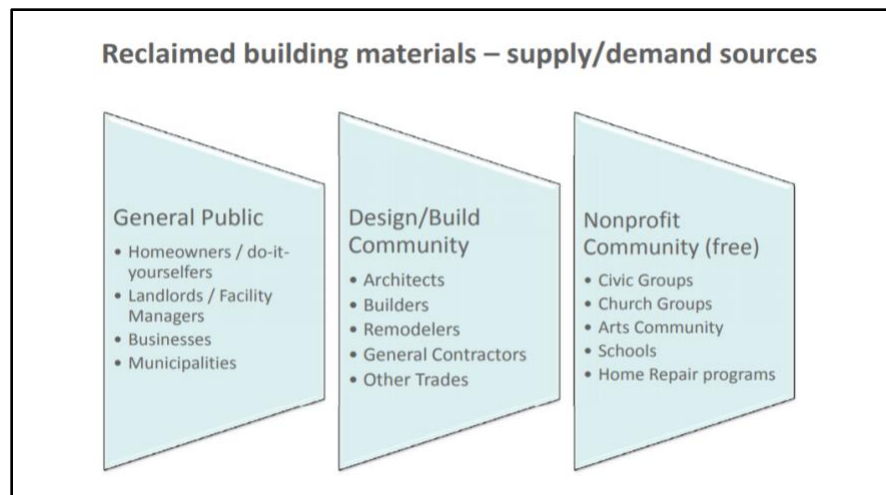 Reclaimed building materials – supply/demand sources
General Public
• Homeowners / do-it-
yourselfers
• Landlords / Facility
Managers
• Businesses
• Municipalities
Design/Build
Community
• Architects
• Builders
• Remodelers
• General Contractors
• Other Trades
Nonprofit
Community (free)
• Civic Groups
• Church Groups
• Arts Community
• Schools
• Home Repair programs